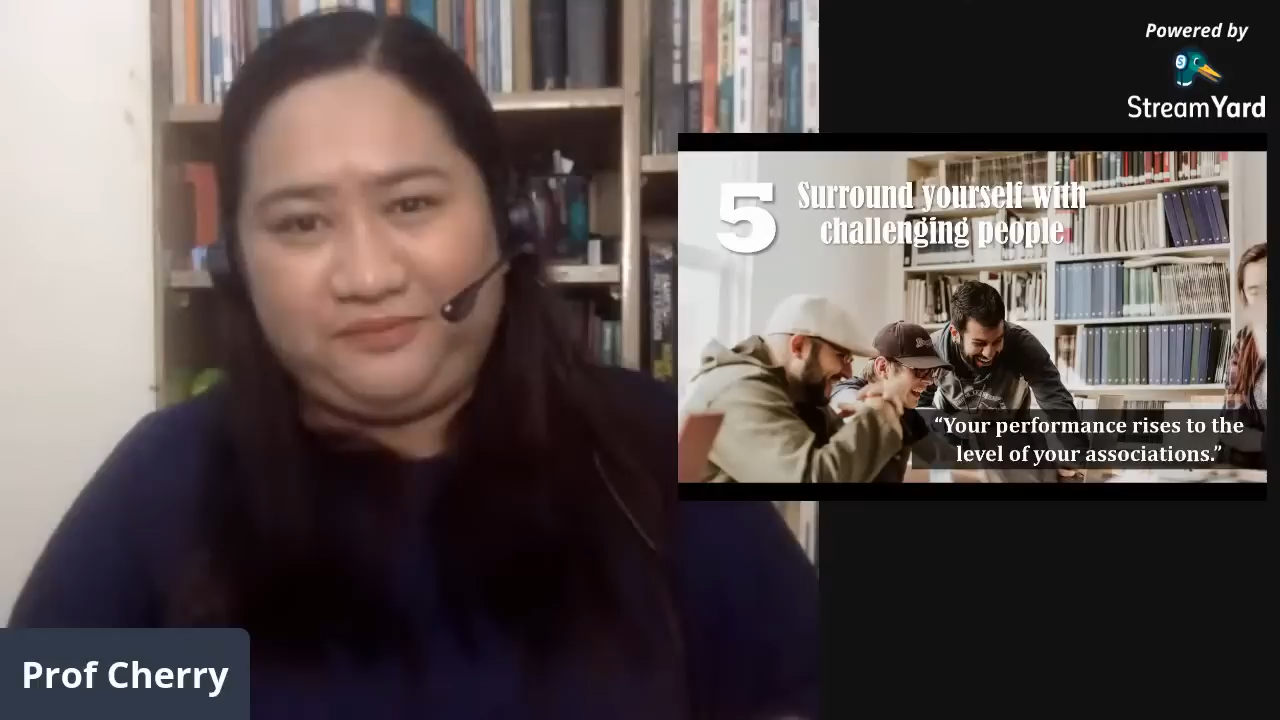 Powered by
StreamYard
5
Surround yourself with
challenging people
“Your performance rises to the
level of your associations.”
Prof Cherry